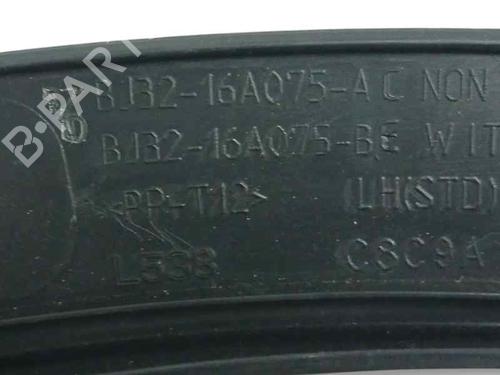 BJ32-16A075-AC NON
BJ32-16A075-BE WIT
>PP-T12<
(LH(STD)
L538
C8C9A
B-PART